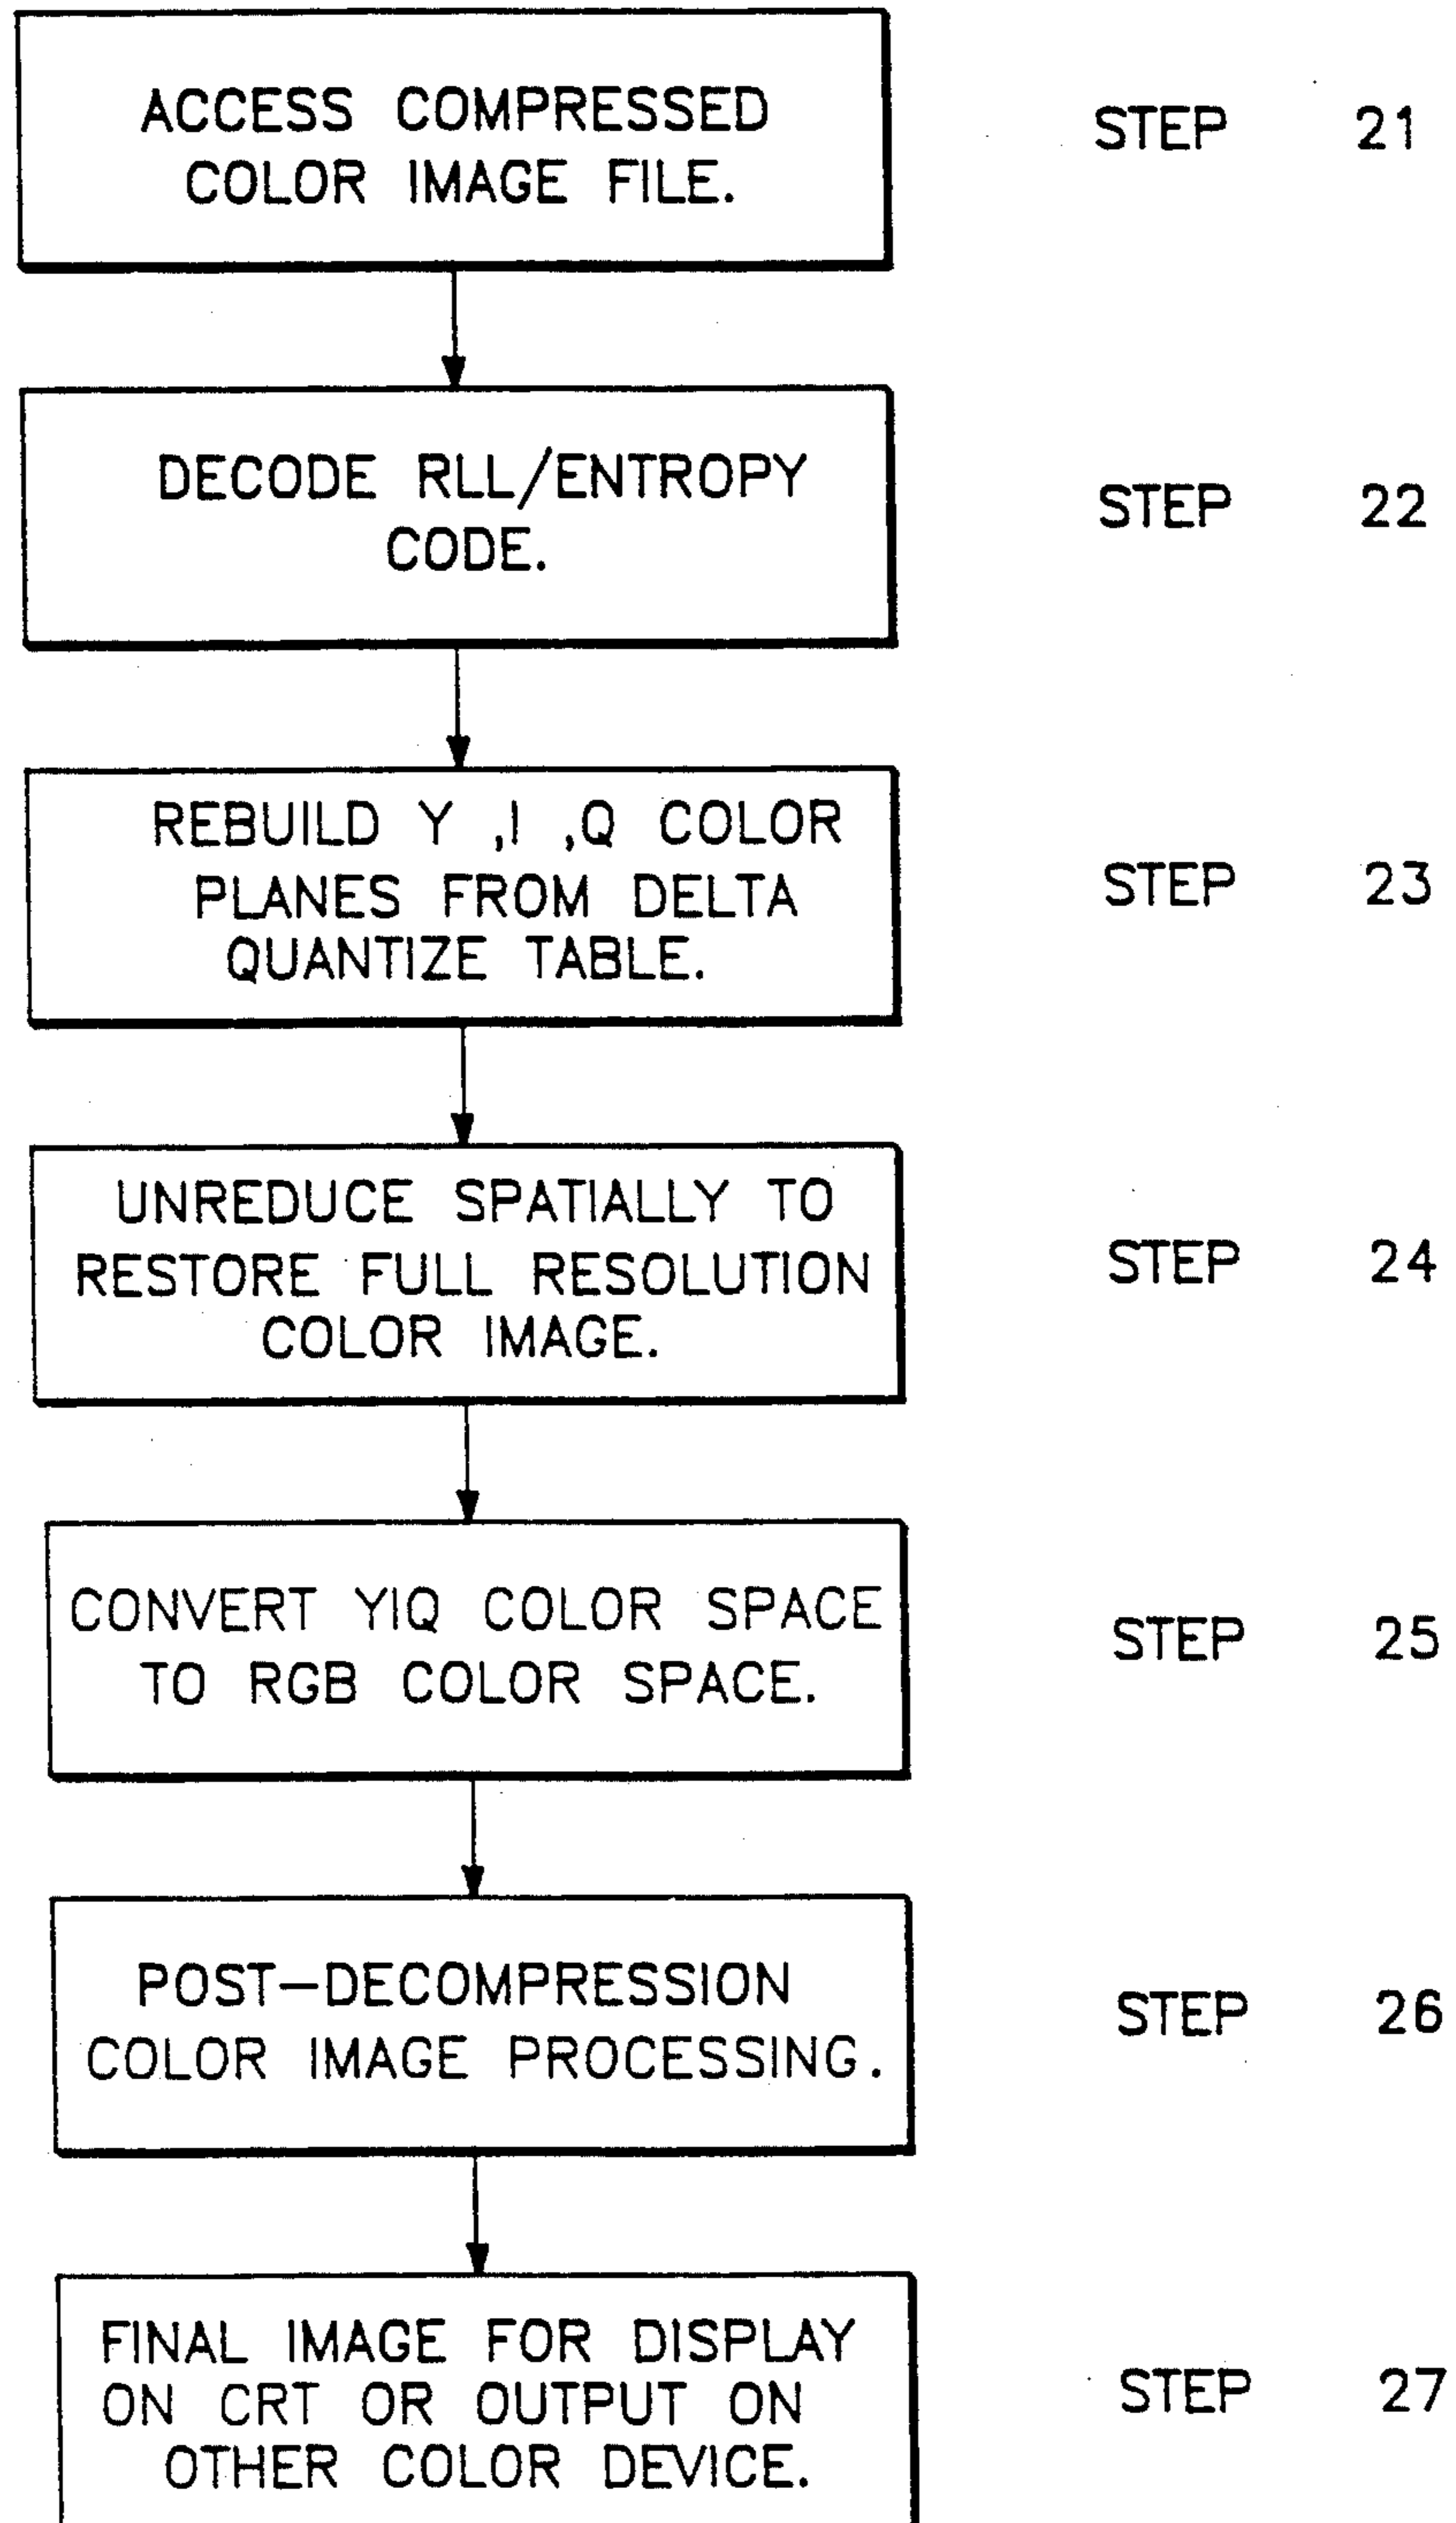 ACCESS COMPRESSED
COLOR IMAGE FILE.
STEP 21
DECODE RLL/ENTROPY
CODE.
STEP 22
REBUILD Y ,I ,Q COLOR
PLANES FROM DELTA
QUANTIZE TABLE.
STEP 23
UNREDUCE SPATIALLY TO
RESTORE FULL RESOLUTION
COLOR IMAGE.
STEP 24
CONVERT YIQ COLOR SPACE
TO RGB COLOR SPACE.
STEP 25
POST-DECOMPRESSION
COLOR IMAGE PROCESSING.
STEP 26
FINAL IMAGE FOR DISPLAY
ON CRT OR OUTPUT ON
OTHER COLOR DEVICE.
STEP 27